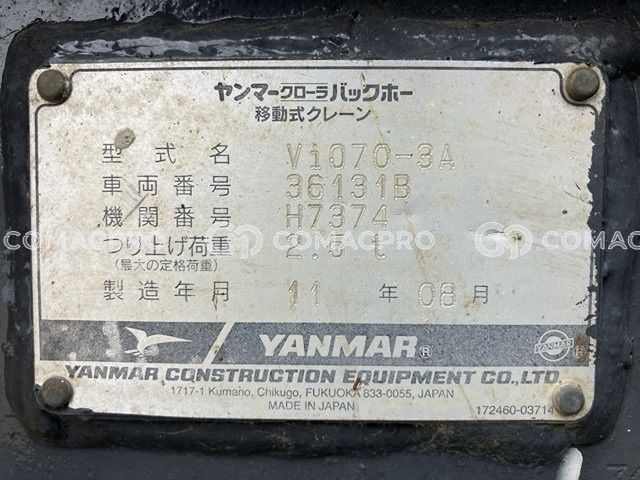 ヤンマークローラバックホー
移動式クレーン
型式名 Vi070-3A
車両番号 36131B
機関番号 H7374
つり上げ荷重
(最大の定格荷重)
製造年月 11 年 08 月
COMACPRO COMACPRO COMACPRO
YANMAR®
YANMAR ®
YANMAR CONSTRUCTION EQUIPMENT CO.,LTD.
1717-1 Kumano, Chikugo, FUKUOKA 833-0055, JAPAN
MADE IN JAPAN
172460-03714